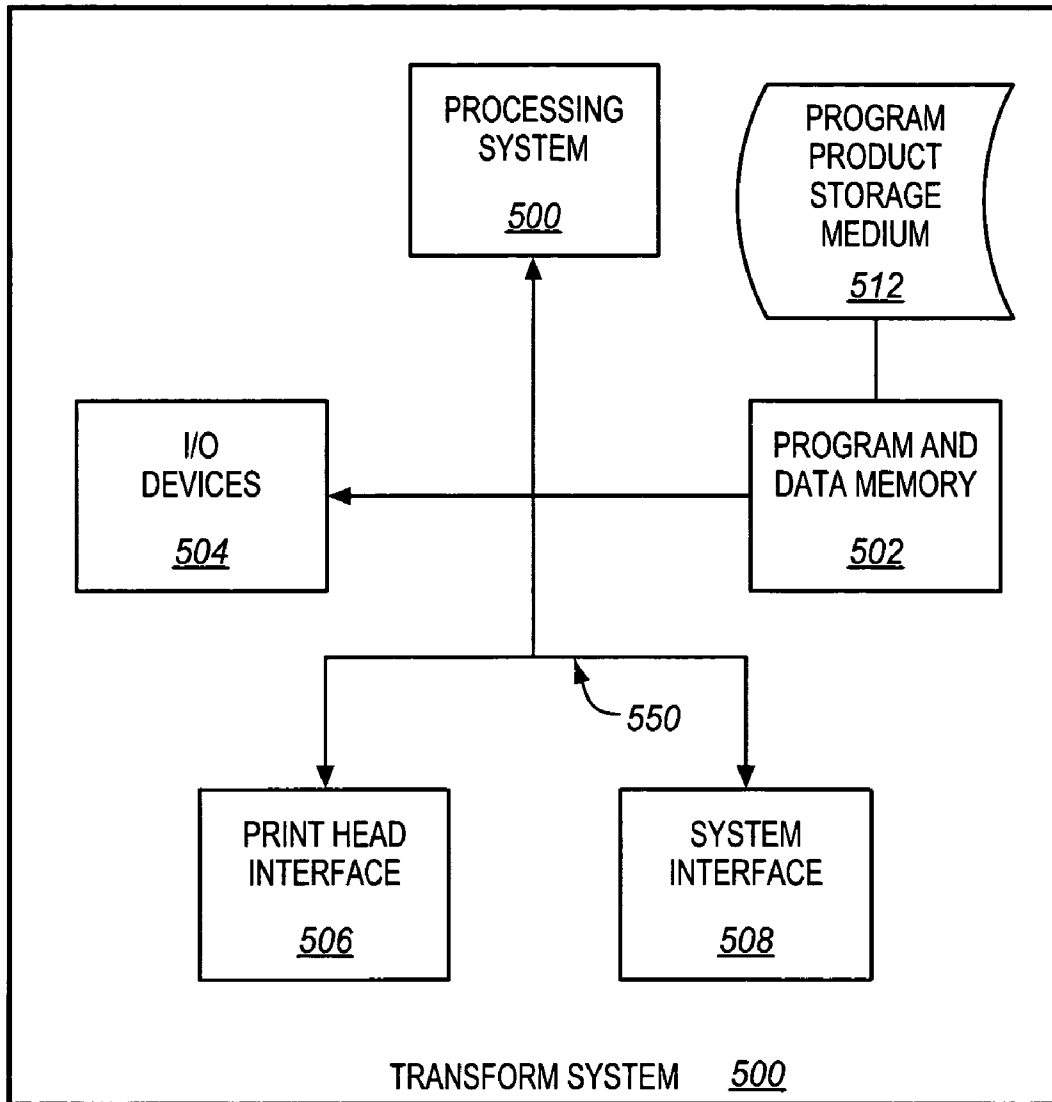 PROCESSING
SYSTEM
500
PROGRAM
PRODUCT
STORAGE
MEDIUM
512
I/O
DEVICES
504
PROGRAM AND
DATA MEMORY
502
550
PRINT HEAD
INTERFACE
506
SYSTEM
INTERFACE
508
TRANSFORM SYSTEM 500